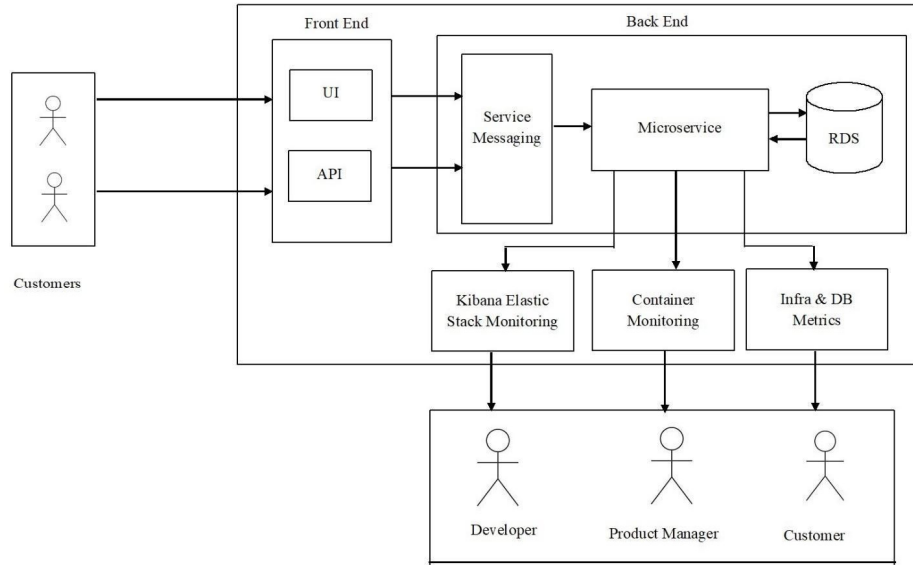 Front End
Back End
UI
API
Service
Messaging
Microservice
RDS
Customers
Kibana Elastic
Stack Monitoring
Container
Monitoring
Infra & DB
Metrics
Developer
Product Manager
Customer